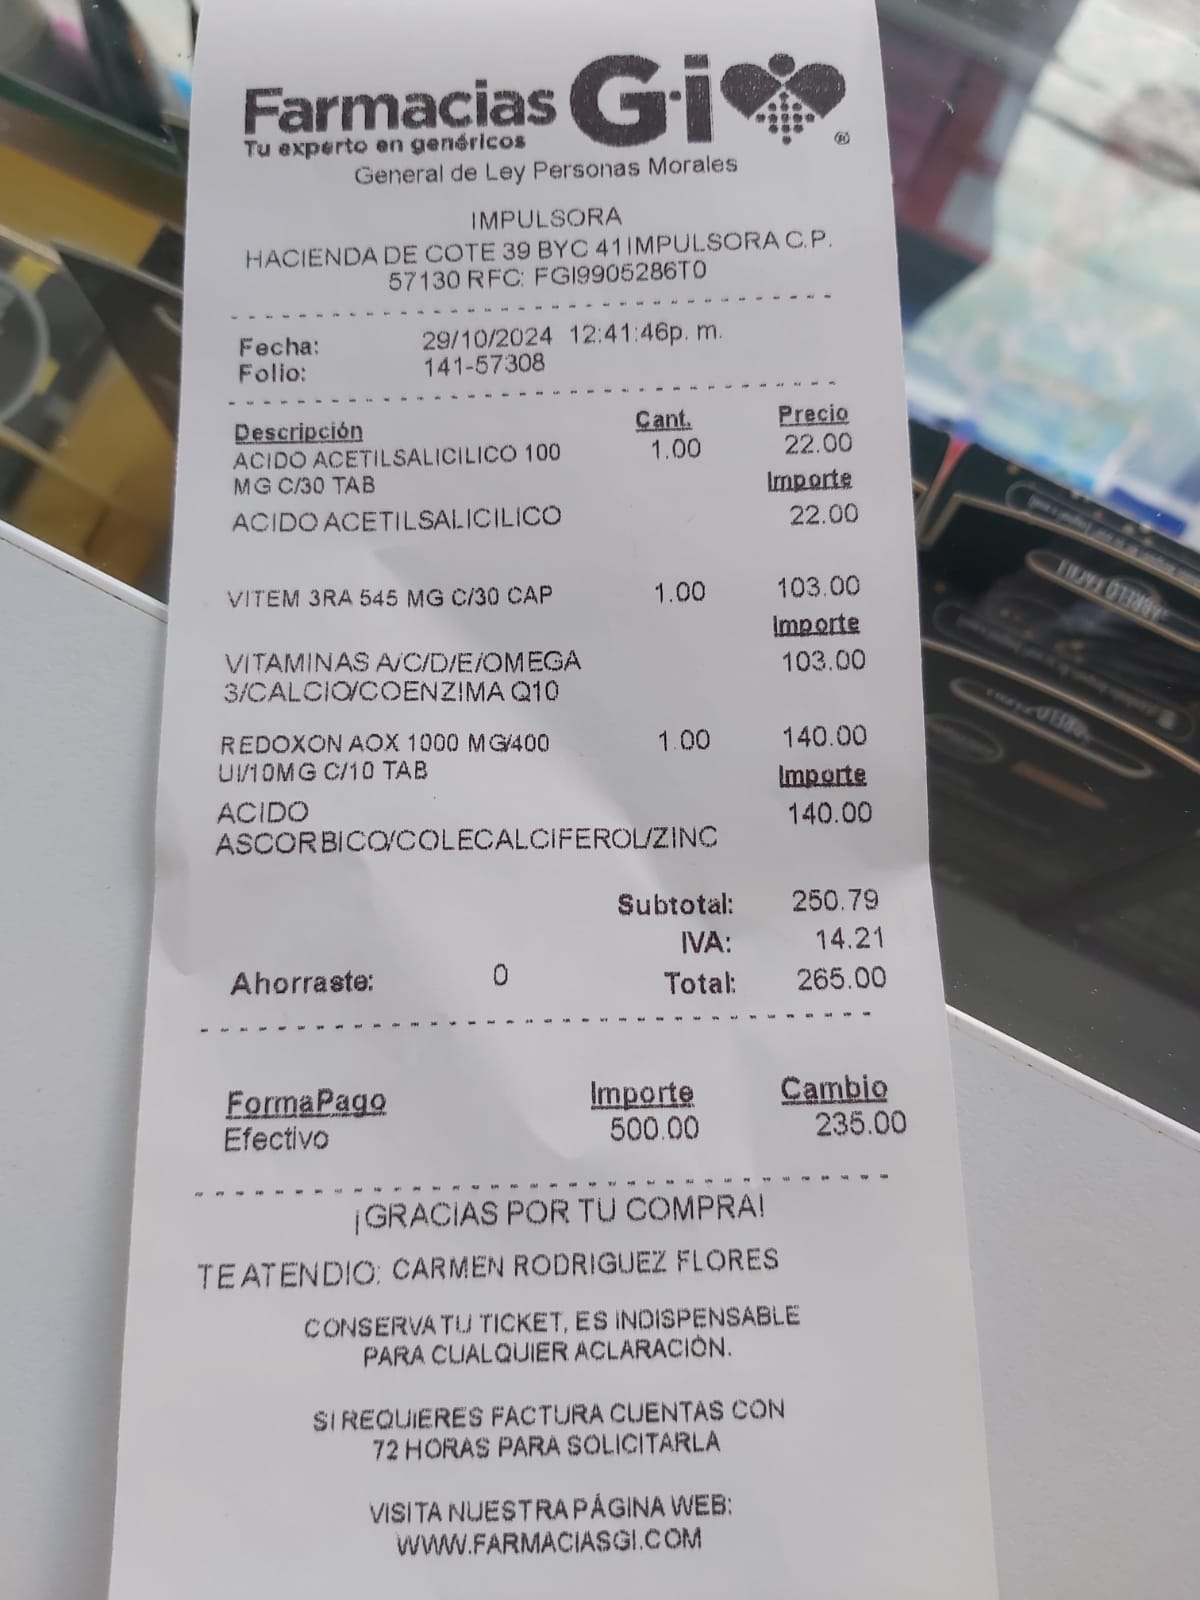 Farmacias G·i
Tu experto en genéricos
General de Ley Personas Morales
IMPULSORA
HACIENDA DE COTE 39 BYC 41 IMPULSORA C.P.
57130 RFC: FGI9905286T0
Fecha: 29/10/2024 12:41:46p. m.
Folio: 141-57308
Descripción Cant. Precio
ACIDO ACETILSALICILICO 100 1.00 22.00
MG C/30 TAB Importe
ACIDO ACETILSALICILICO 22.00
VITEM 3RA 545 MG C/30 CAP 1.00 103.00
Importe
VITAMINAS A/C/D/E/OMEGA 103.00
3/CALCIO/COENZIMA Q10
REDOXON AOX 1000 MG/400 1.00 140.00
UI/10MG C/10 TAB Importe
ACIDO 140.00
ASCORBICO/COLECALCIFEROL/ZINC
Subtotal: 250.79
IVA: 14.21
Ahorraste: 0 Total: 265.00
FormaPago Importe Cambio
Efectivo 500.00 235.00
¡GRACIAS POR TU COMPRA!
TE ATENDIO: CARMEN RODRIGUEZ FLORES
CONSERVA TU TICKET, ES INDISPENSABLE
PARA CUALQUIER ACLARACIÓN.
SI REQUIERES FACTURA CUENTAS CON
72 HORAS PARA SOLICITARLA
VISITA NUESTRA PÁGINA WEB:
WWW.FARMACIASGI.COM